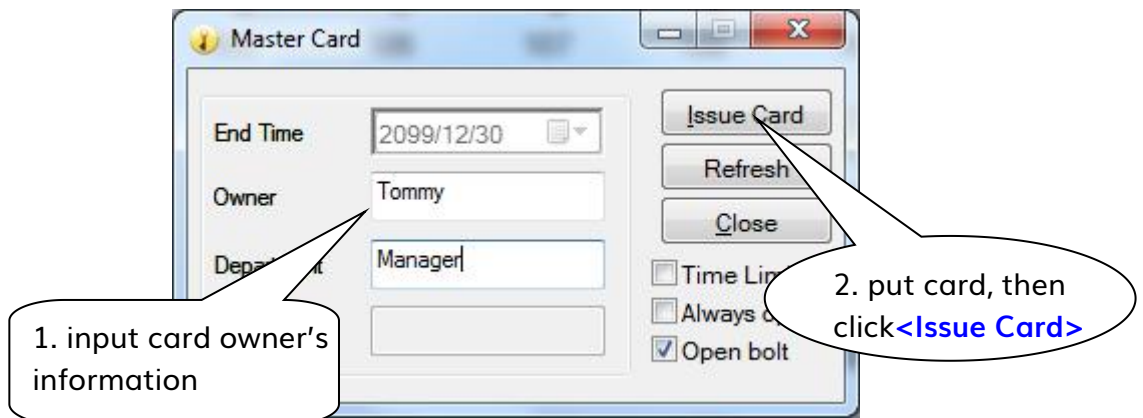 Master Card
End Time
2099/12/30
Issue Card
Refresh
Owner
Tommy
Close
Manager
Time
Always
Open bolt
1. input card owner's
information
2. put card, then
click<Issue Card>